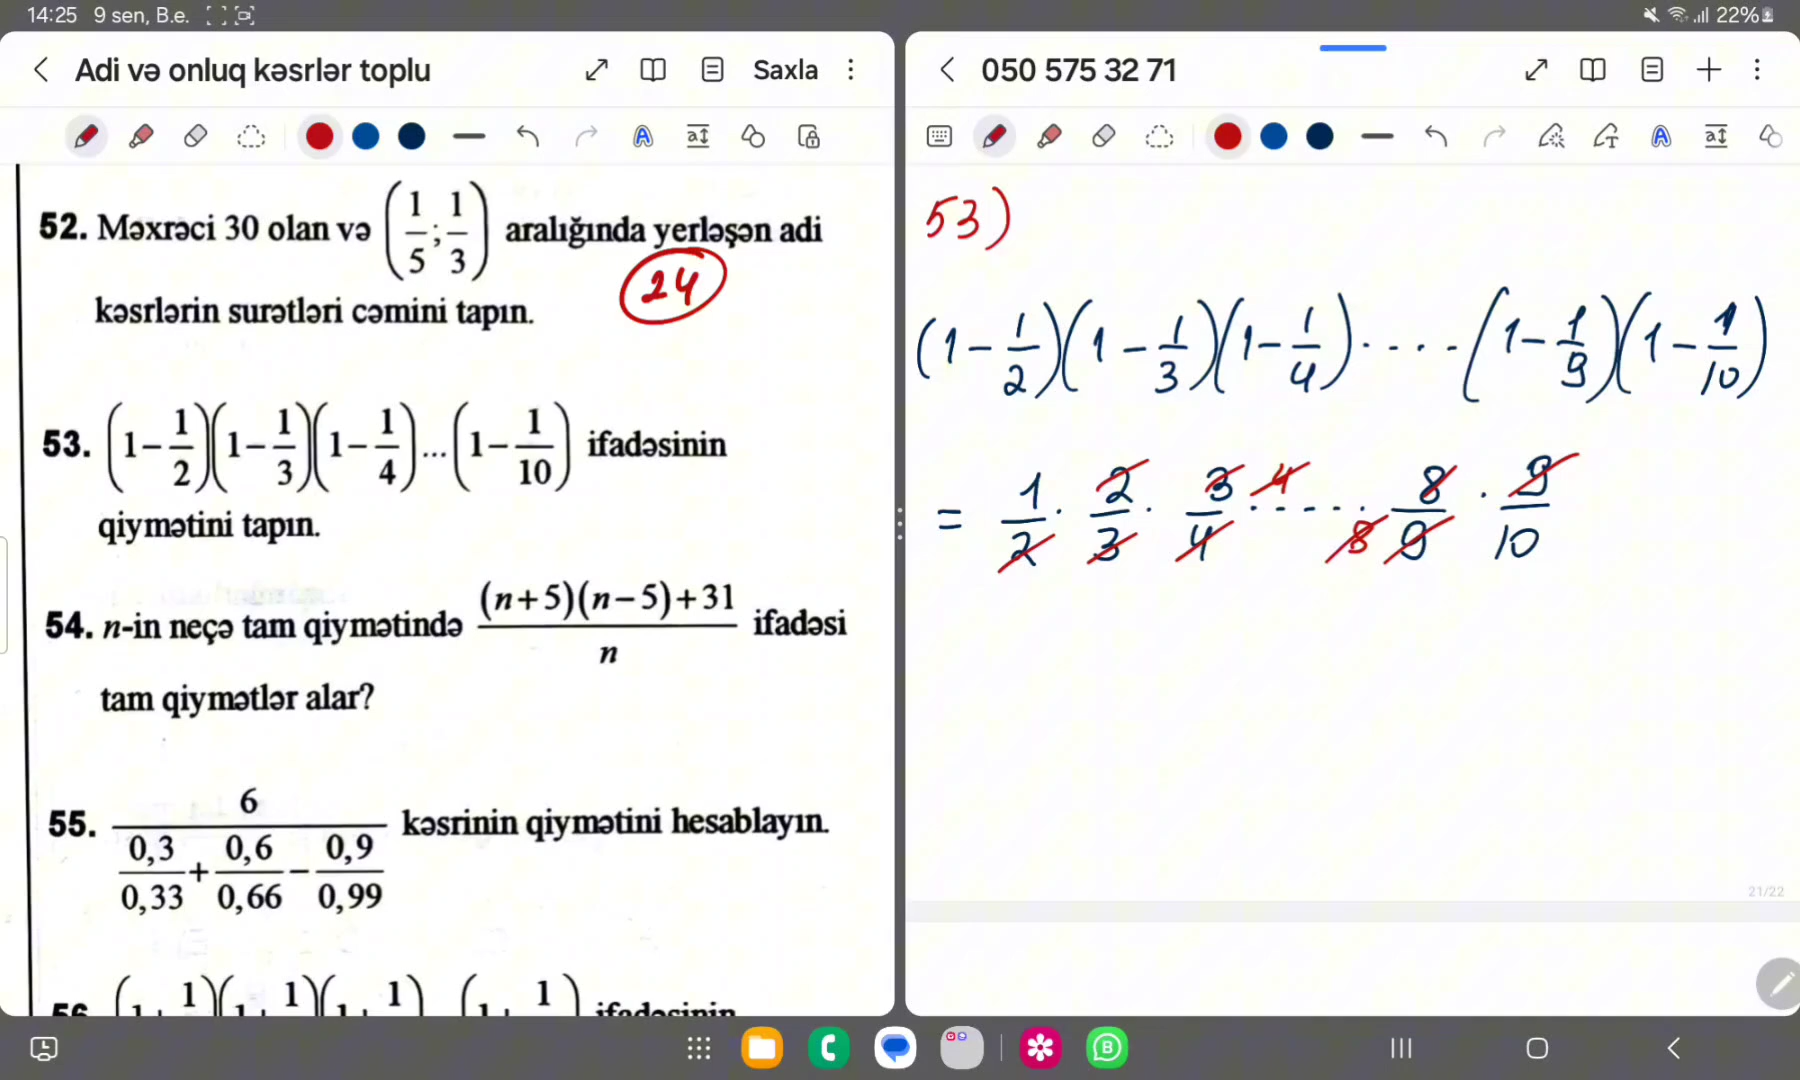 14:25 9 sen, B.e. 22%
Adi və onluq kəsrlər toplu Saxla
52. Məxrəci 30 olan və (1/5; 1/3) aralığında yerləşən adi
kəsrlərin surətləri cəmini tapın.
24
53. (1 − 1/2)(1 − 1/3)(1 − 1/4)...(1 − 1/10) ifadəsinin
qiymətini tapın.
54. n-in neçə tam qiymətində ((n+5)(n−5)+31)/n ifadəsi
tam qiymətlər alar?
55. 6/(0,3/0,33 + 0,6/0,66 − 0,9/0,99) kəsrinin qiymətini hesablayın.
050 575 32 71
53)
(1 − 1/2)(1 − 1/3)(1 − 1/4)·....(1 − 1/9)(1 − 1/10)
= 1/2 · 2/3 · 3/4 4 ..... 8 8/9 · 9/10
21/22